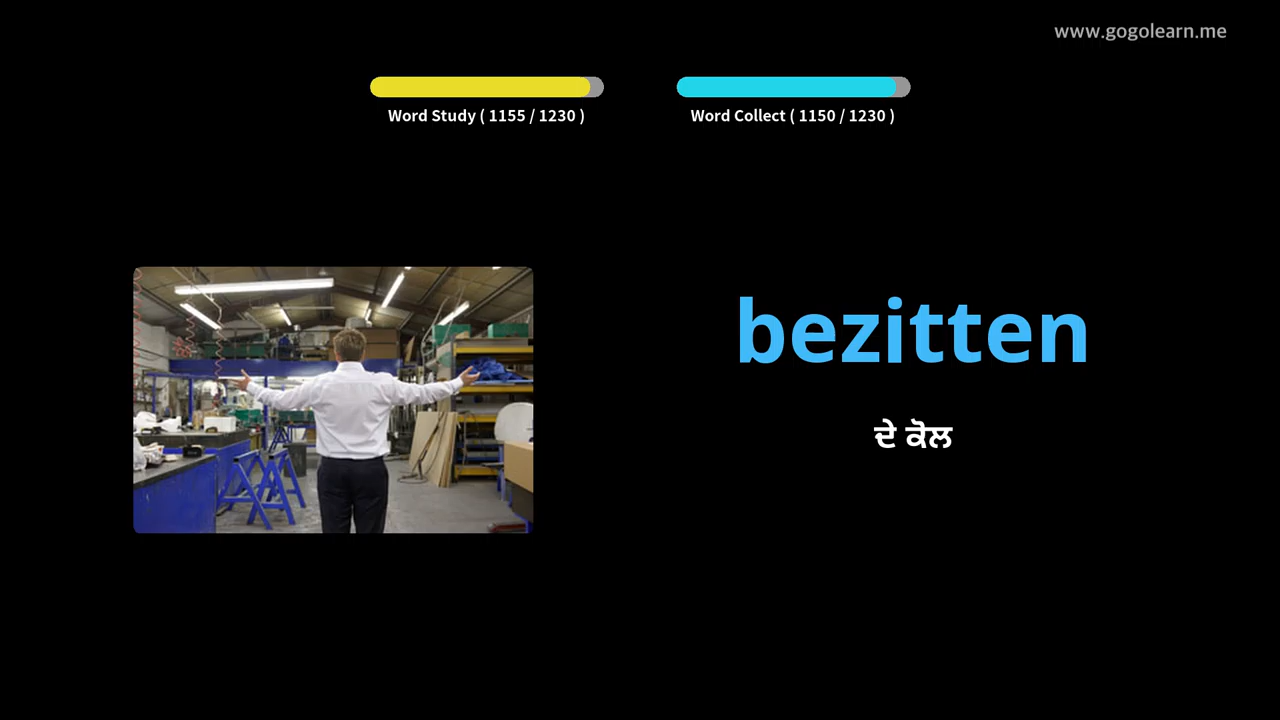 www.gogolearn.me
Word Study ( 1155 / 1230 )
Word Collect ( 1150 / 1230 )
bezitten
ਦੇ ਕੋਲ